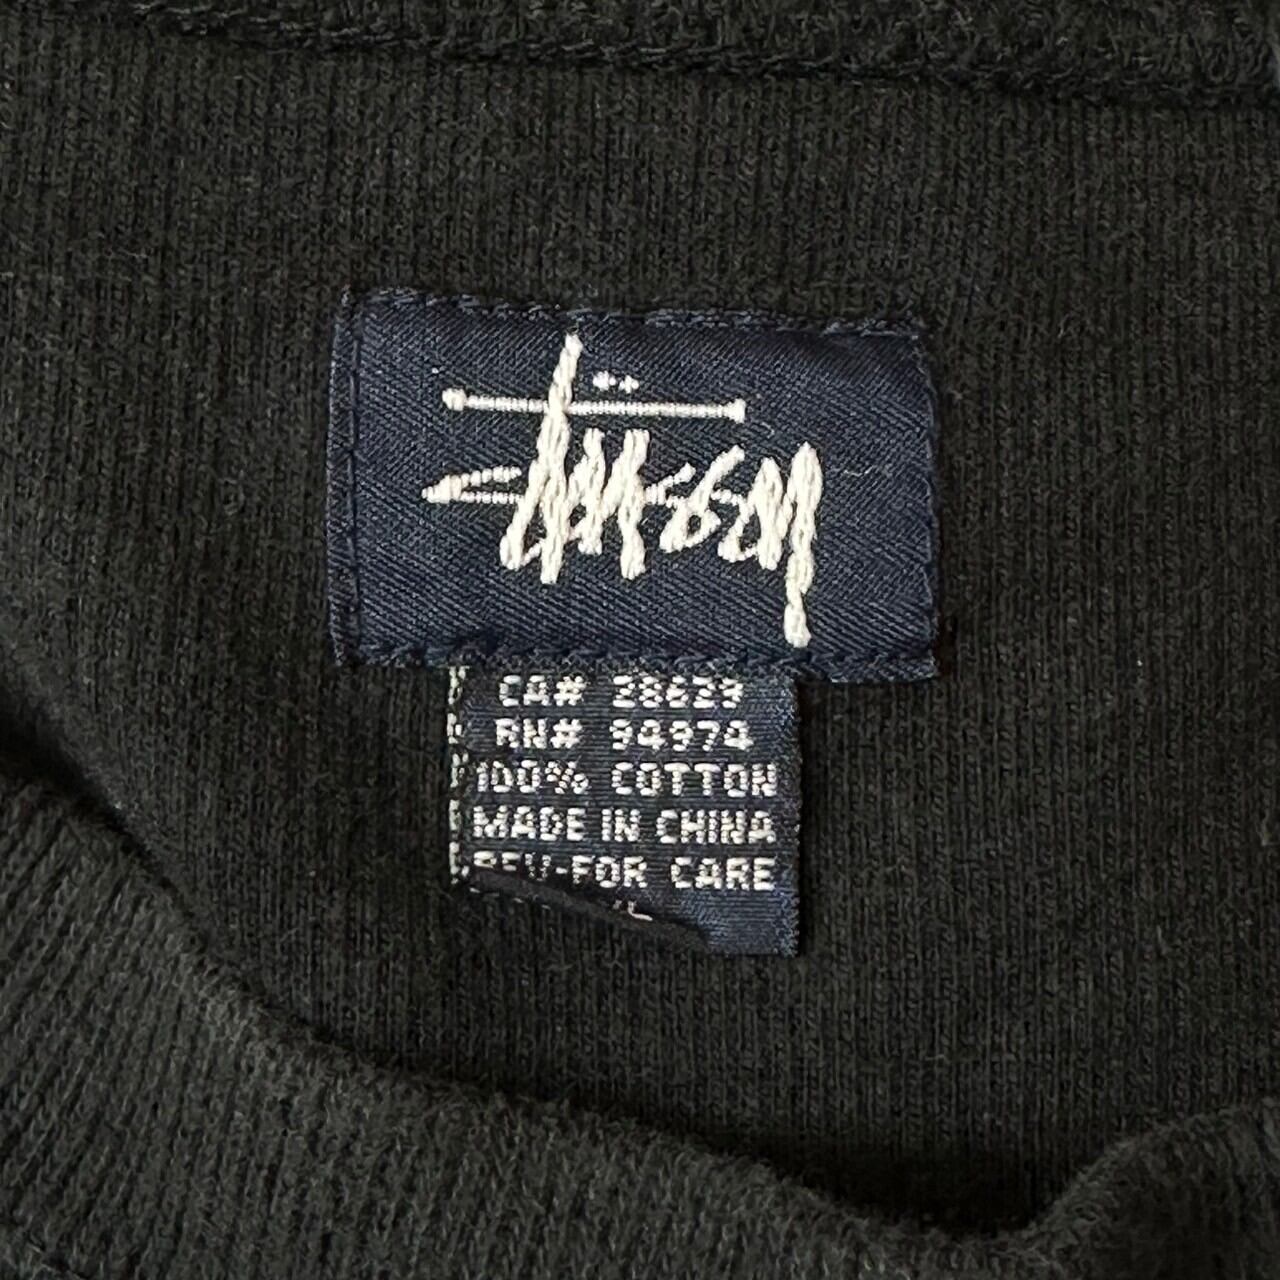 Stüssy
CA# 28629
RN# 94974
100% COTTON
MADE IN CHINA
REV-FOR CARE